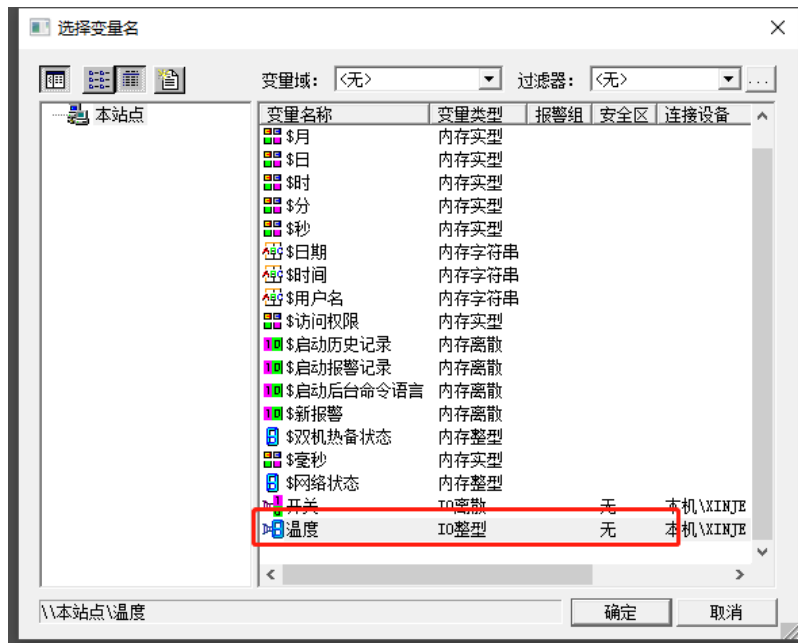 选择变量名
变量域： <无> 过滤器： <无> ...
本站点
变量名称 变量类型 报警组 安全区 连接设备
$月 内存实型
$日 内存实型
$时 内存实型
$分 内存实型
$秒 内存实型
$日期 内存字符串
$时间 内存字符串
$用户名 内存字符串
$访问权限 内存实型
$启动历史记录 内存离散
$启动报警记录 内存离散
$启动后台命令语言 内存离散
$新报警 内存离散
$双机热备状态 内存整型
$毫秒 内存实型
$网络状态 内存整型
开关 IO离散 无 本机\XINJE
温度 IO整型 无 本机\XINJE
\\本站点\温度 确定 取消